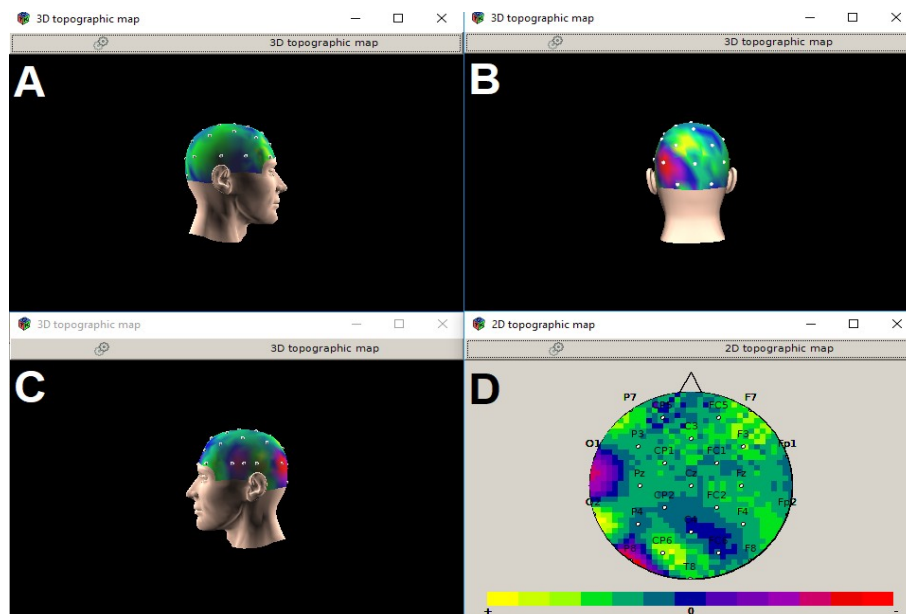 3D topographic map
3D topographic map
A
3D topographic map
3D topographic map
B
3D topographic map
3D topographic map
C
2D topographic map
2D topographic map
D
P7 F7
FC5
C3
P3 F3
O1 Fp1
CP1 FC1
Pz Cz Fz
CP2 FC2
O2 Fp2
P4 F4
CP6 F8
T8
+ 0 -